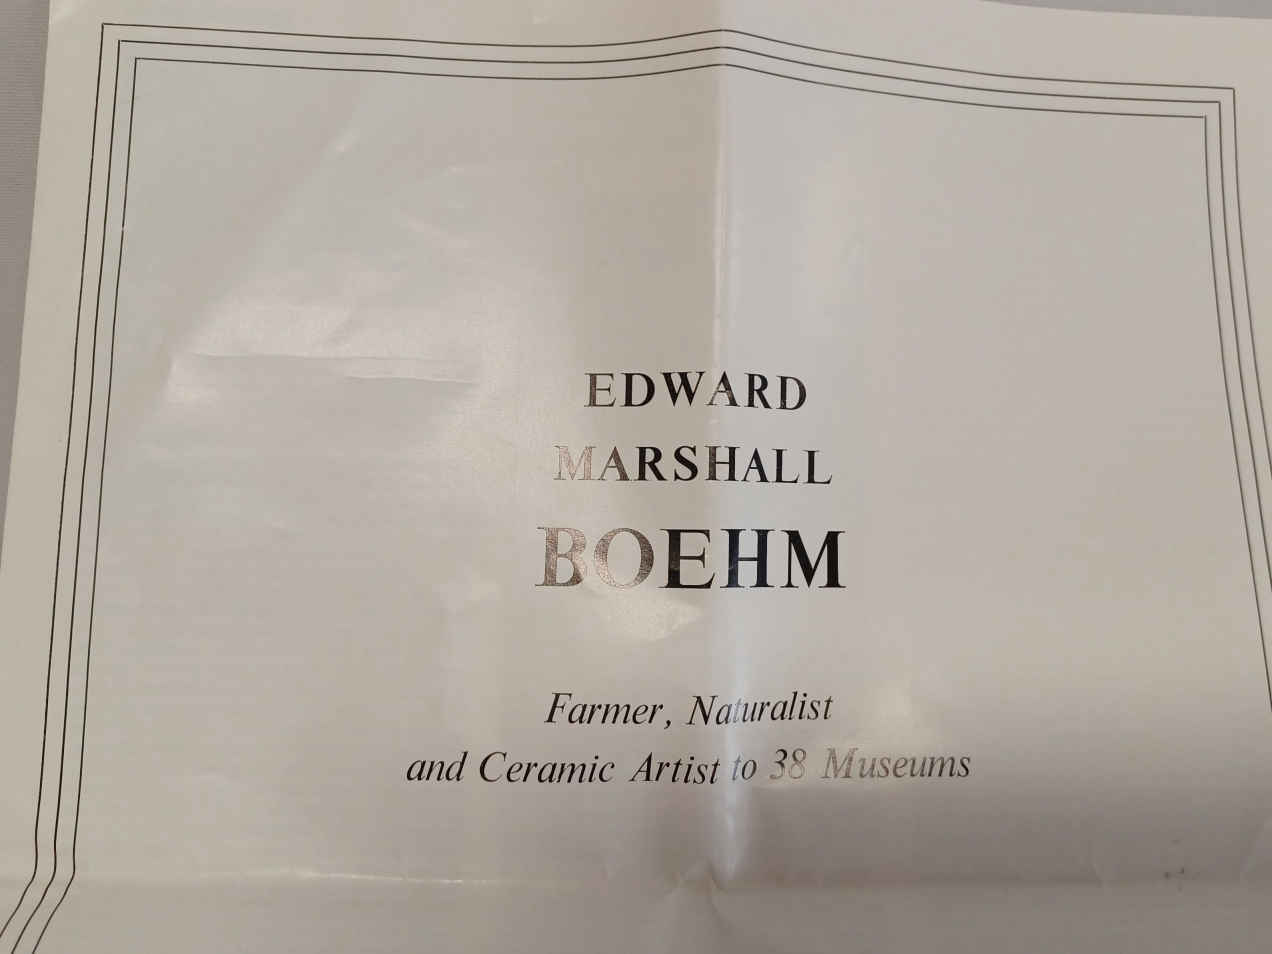 EDWARD
MARSHALL
BOEHM
Farmer, Naturalist
and Ceramic Artist to 38 Museums